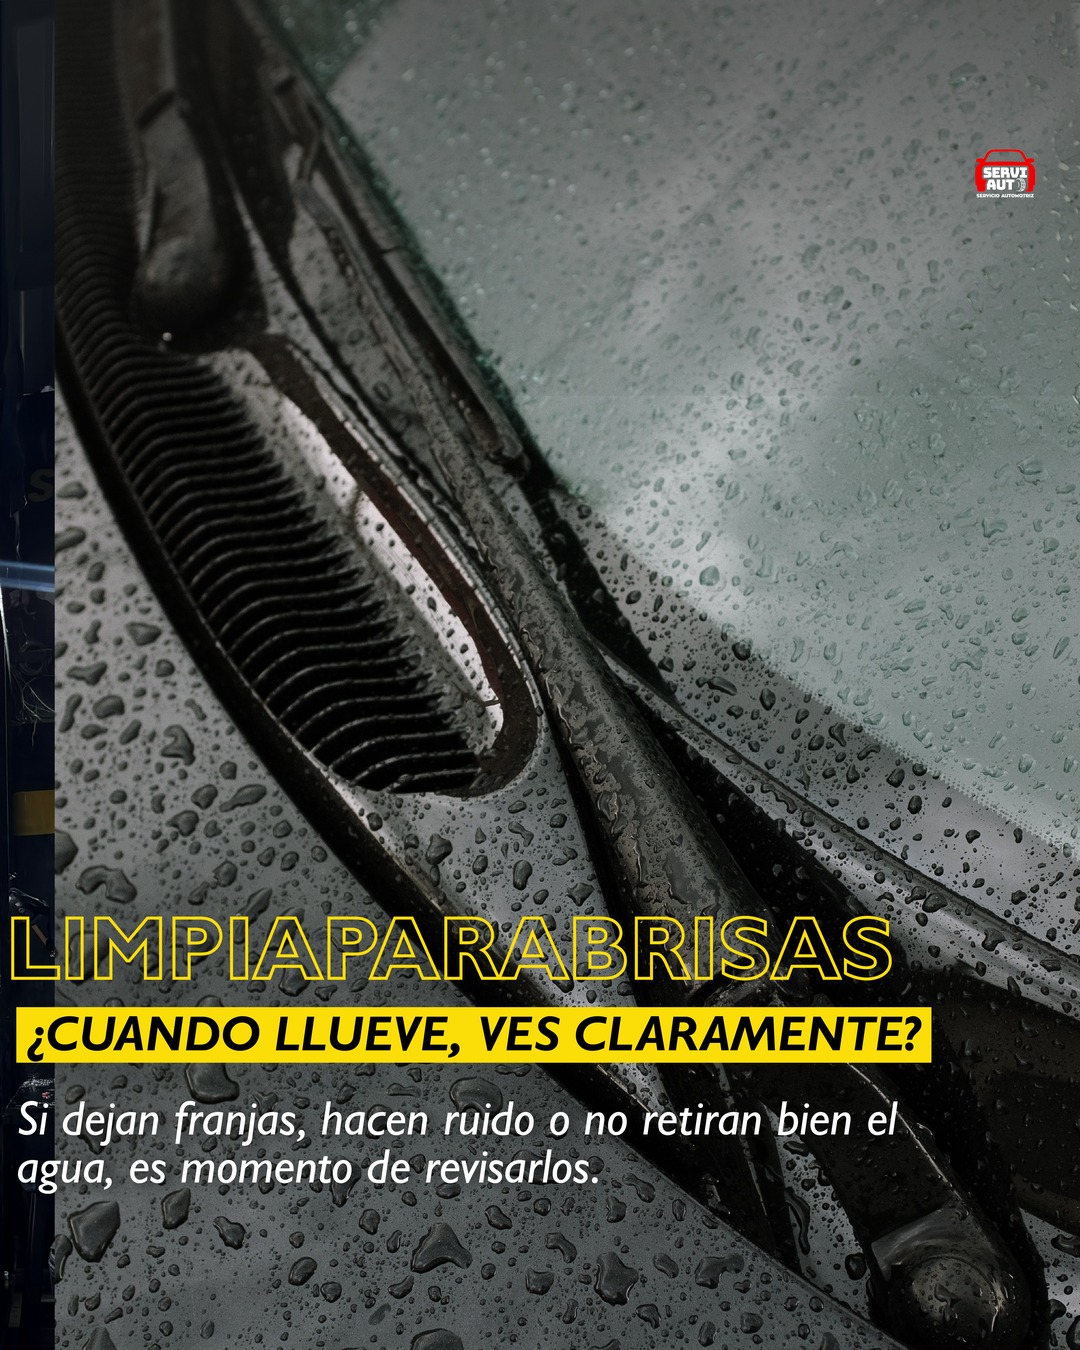 SERVI
AUTO
SERVICIO AUTOMOTRIZ
LIMPIAPARABRISAS
¿CUANDO LLUEVE, VES CLARAMENTE?
Si dejan franjas, hacen ruido o no retiran bien el
agua, es momento de revisarlos.